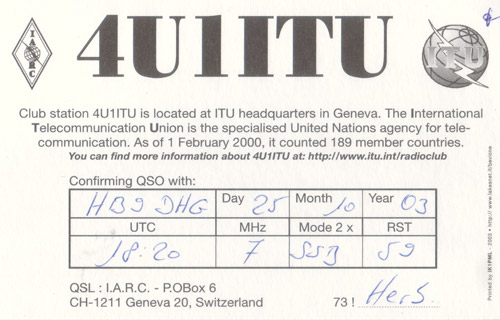 I A R C
4U1ITU
ITU
Club station 4U1ITU is located at ITU headquarters in Geneva. The International
Telecommunication Union is the specialised United Nations agency for tele-
communication. As of 1 February 2000, it counted 189 member countries.
You can find more information about 4U1ITU at: http://www.itu.int/radioclub
Confirming QSO with:
HB9DHG Day 25 Month 10 Year 03
UTC MHz Mode 2 x RST
18:20 7 SSB 59
QSL : I.A.R.C. - P.OBox 6
CH-1211 Geneva 20, Switzerland 73 !